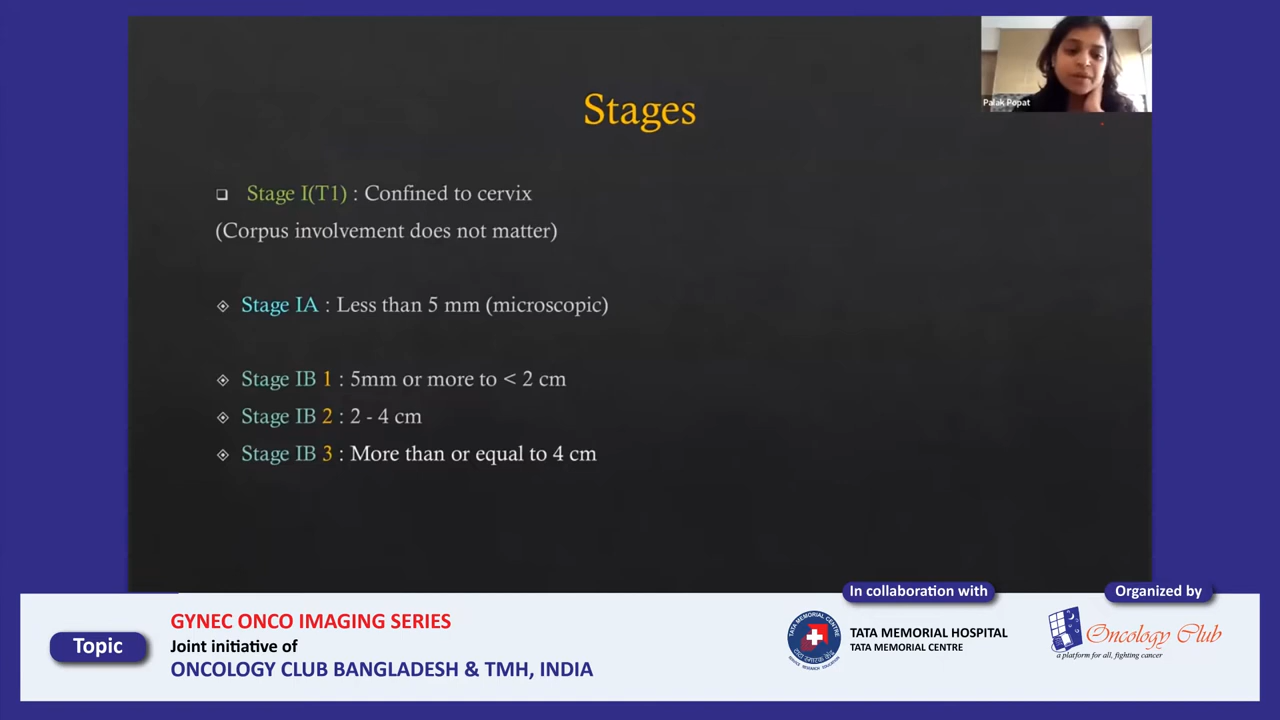 Stages
Palak Popat
Stage I(T1) : Confined to cervix
(Corpus involvement does not matter)
Stage IA : Less than 5 mm (microscopic)
Stage IB 1 : 5mm or more to < 2 cm
Stage IB 2 : 2 - 4 cm
Stage IB 3 : More than or equal to 4 cm
In collaboration with
Organized by
Topic
GYNEC ONCO IMAGING SERIES
Joint initiative of
ONCOLOGY CLUB BANGLADESH & TMH, INDIA
TATA MEMORIAL CENTRE
TATA MEMORIAL HOSPITAL
TATA MEMORIAL CENTRE
Oncology Club
a platform for all, fighting cancer